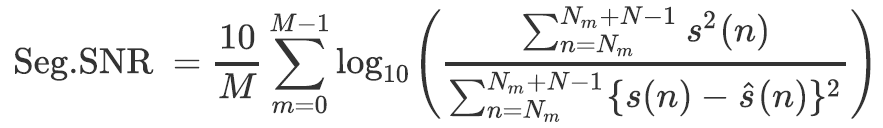 Seg.SNR = \frac{10}{M} \sum_{m=0}^{M-1} \log_{10} \left( \frac{\sum_{n=N_m}^{N_m+N-1} s^2(n)}{\sum_{n=N_m}^{N_m+N-1} \{s(n) - \hat{s}(n)\}^2} \right)